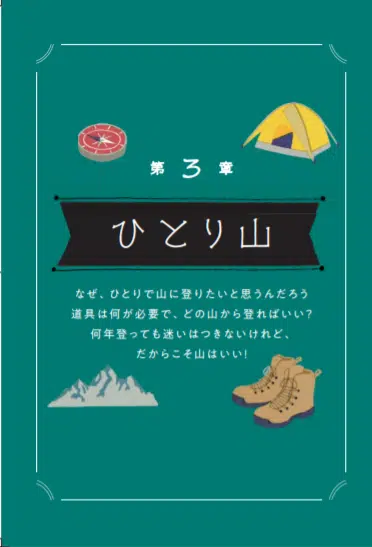 第3章
ひとり山
なぜ、ひとりで山に登りたいと思うんだろう
道具は何が必要で、どの山から登ればいい?
何年登っても迷いはつきないけれど、
だからこそ山はいい!